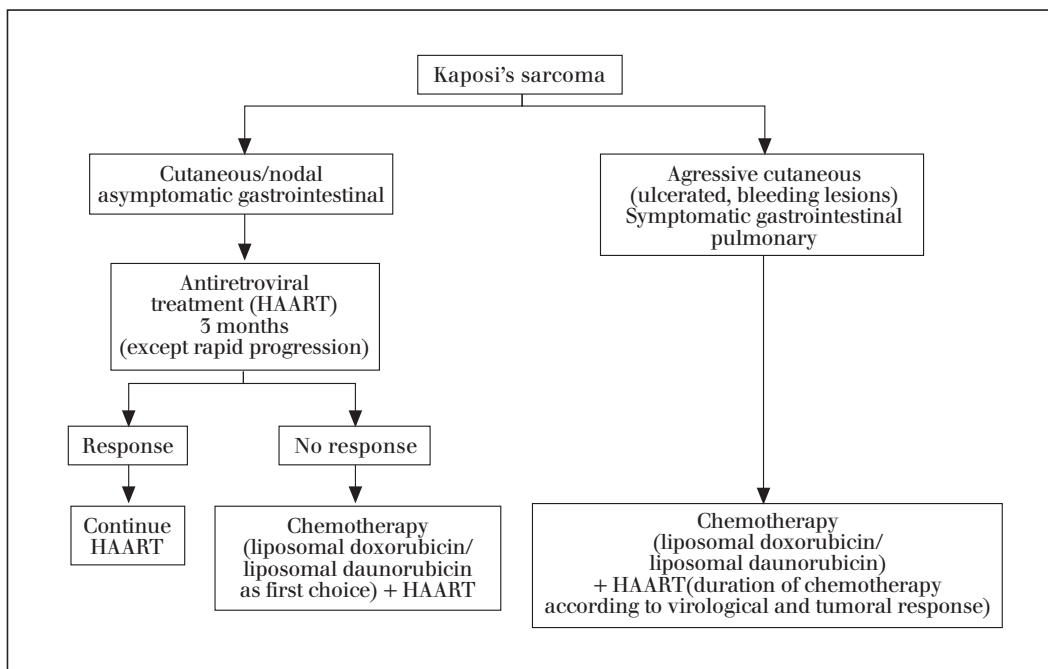 Kaposi's sarcoma
Cutaneous/nodal
asymptomatic gastrointestinal
Agressive cutaneous
(ulcerated, bleeding lesions)
Symptomatic gastrointestinal
pulmonary
Antiretroviral
treatment (HAART)
3 months
(except rapid progression)
Response
No response
Continue
HAART
Chemotherapy
(liposomal doxorubicin/
liposomal daunorubicin
as first choice) + HAART
Chemotherapy
(liposomal doxorubicin/
liposomal daunorubicin)
+ HAART(duration of chemotherapy
according to virological and tumoral response)